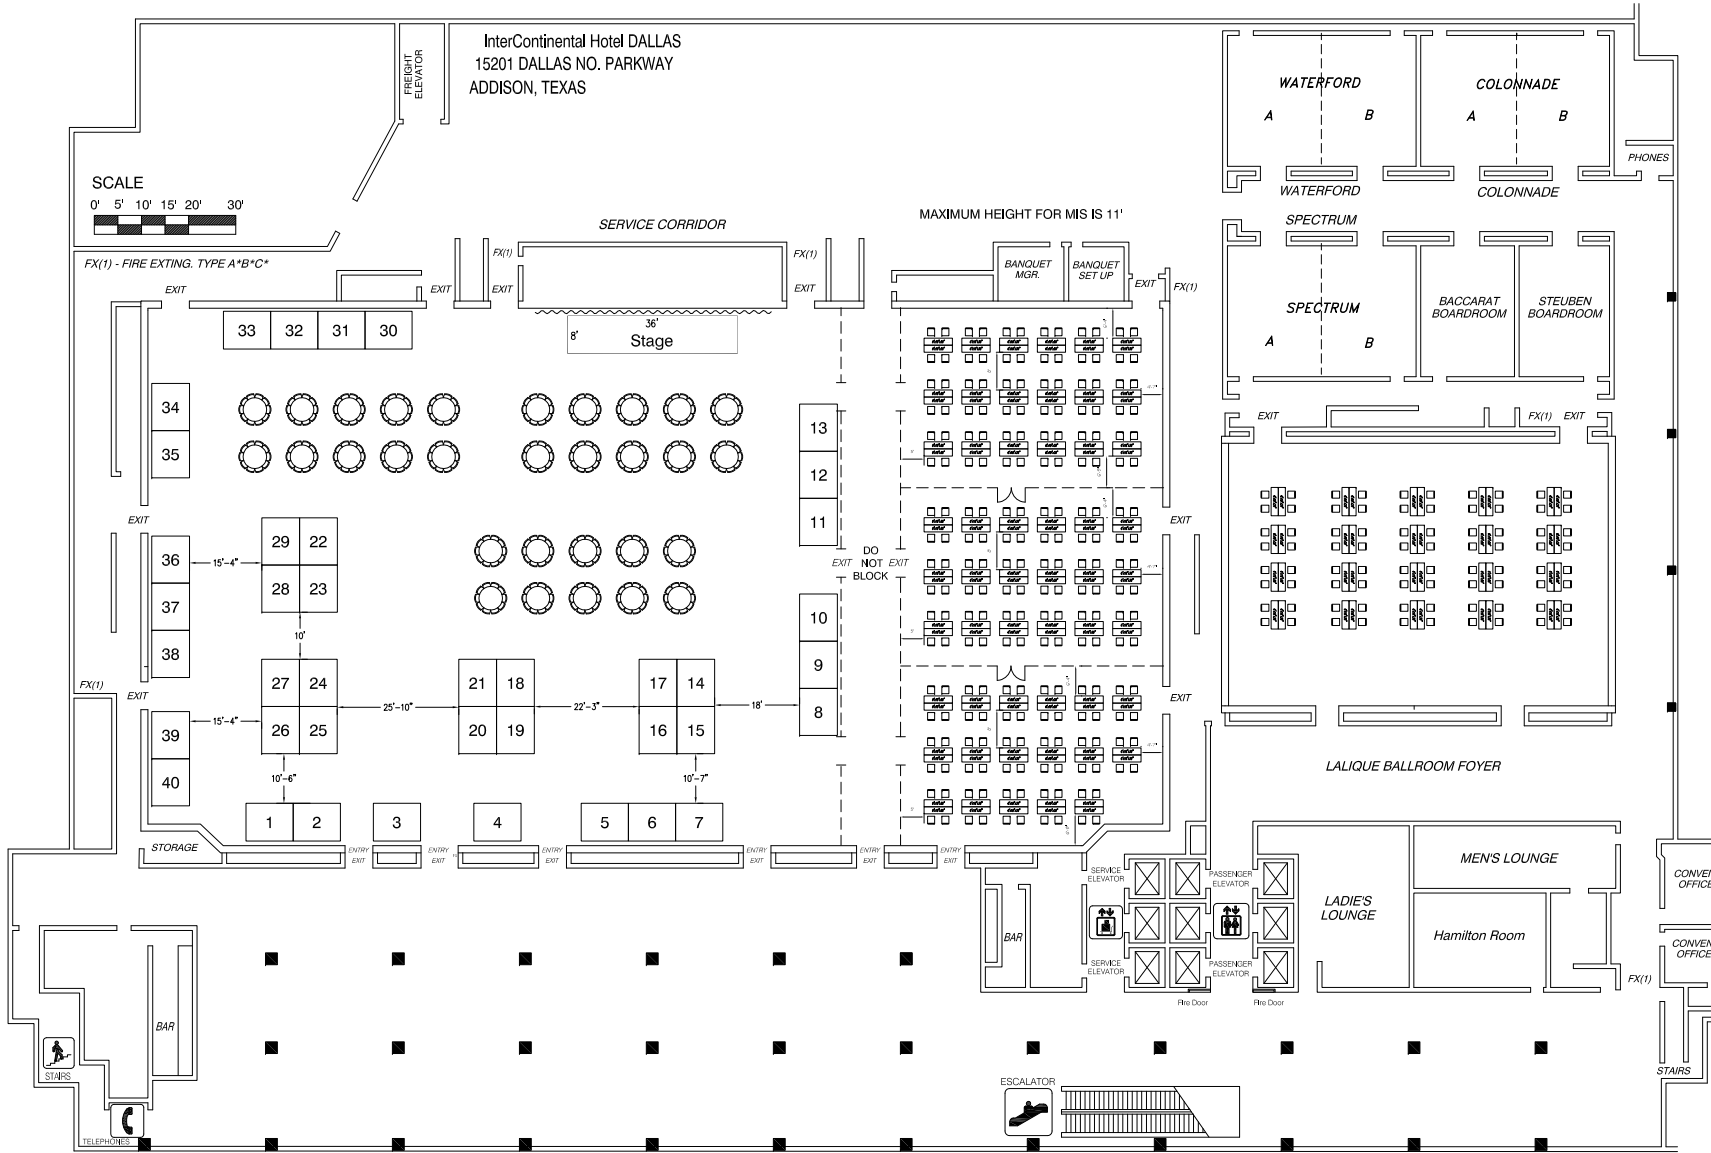 InterContinental Hotel DALLAS
15201 DALLAS NO. PARKWAY
ADDISON, TEXAS
FREIGHT
ELEVATOR
WATERFORD
A
B
COLONNADE
A
B
PHONES
SCALE
0' 5' 10' 15' 20' 30'
WATERFORD
COLONNADE
MAXIMUM HEIGHT FOR MIS IS 11'
SPECTRUM
SERVICE CORRIDOR
FX(1) - FIRE EXTING. TYPE A*B*C*
FX(1)
FX(1)
BANQUET
MGR.
BANQUET
SET UP
EXIT
EXIT
EXIT
EXIT
EXIT
FX(1)
SPECTRUM
A
B
BACCARAT
BOARDROOM
STEUBEN
BOARDROOM
33
32
31
30
36'
8'
Stage
34
35
13
12
11
EXIT
FX(1)
EXIT
EXIT
EXIT
29
22
28
23
36
37
38
15'-4"
10'
DO
NOT
BLOCK
EXIT
EXIT
10
9
8
FX(1)
EXIT
EXIT
27
24
26
25
21
18
20
19
17
14
16
15
39
40
15'-4"
25'-10"
22'-3"
18'
10'-6"
10'-7"
LALIQUE BALLROOM FOYER
1
2
3
4
5
6
7
STORAGE
ENTRY
EXIT
ENTRY
EXIT
ENTRY
EXIT
ENTRY
EXIT
ENTRY
EXIT
ENTRY
EXIT
SERVICE
ELEVATOR
PASSENGER
ELEVATOR
MEN'S LOUNGE
LADIE'S
LOUNGE
Hamilton Room
CONVEN
OFFICE
CONVEN
OFFICE
BAR
SERVICE
ELEVATOR
PASSENGER
ELEVATOR
Fire Door
Fire Door
FX(1)
BAR
STAIRS
STAIRS
ESCALATOR
TELEPHONES